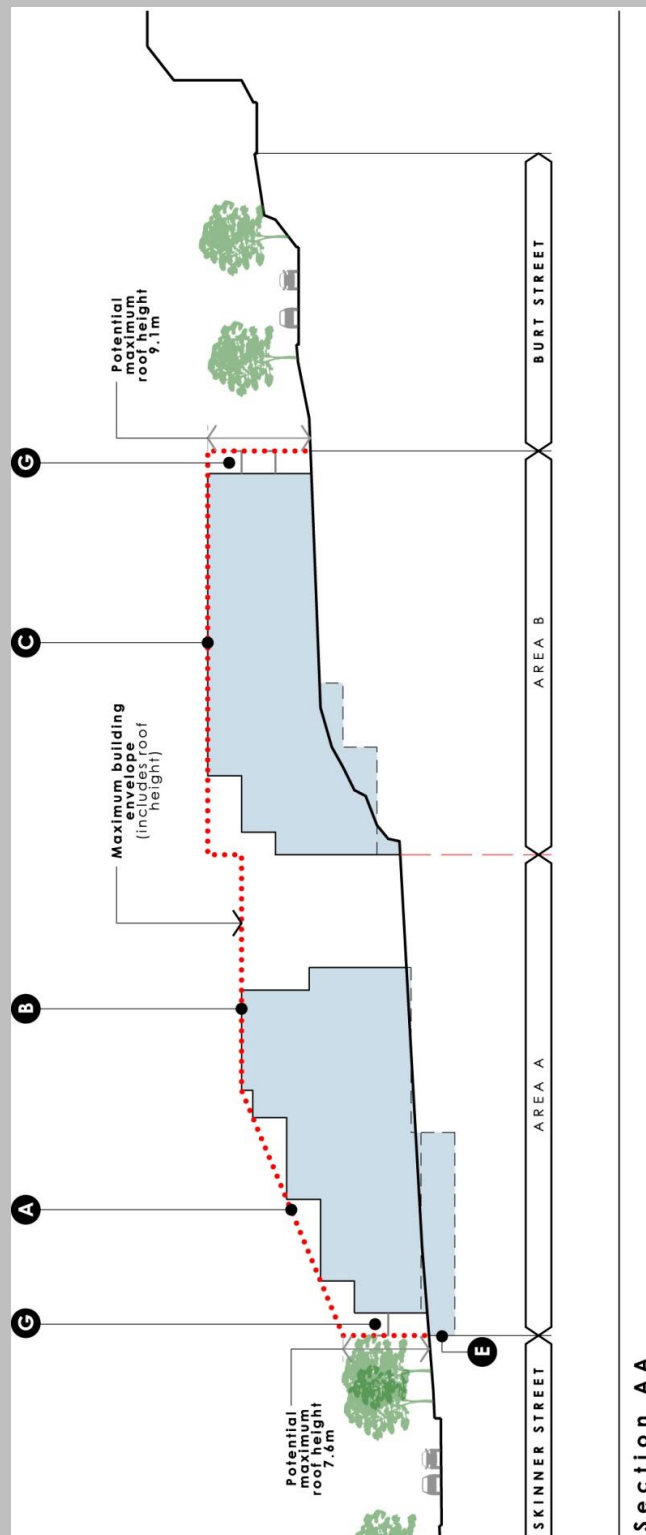 G
A
B
C
G
Potential
maximum
roof height
7.6m
Maximum building
envelope
(includes roof
height)
Potential
maximum
roof height
9.1m
E
SKINNER STREET
AREA A
AREA B
BURT STREET
Section AA